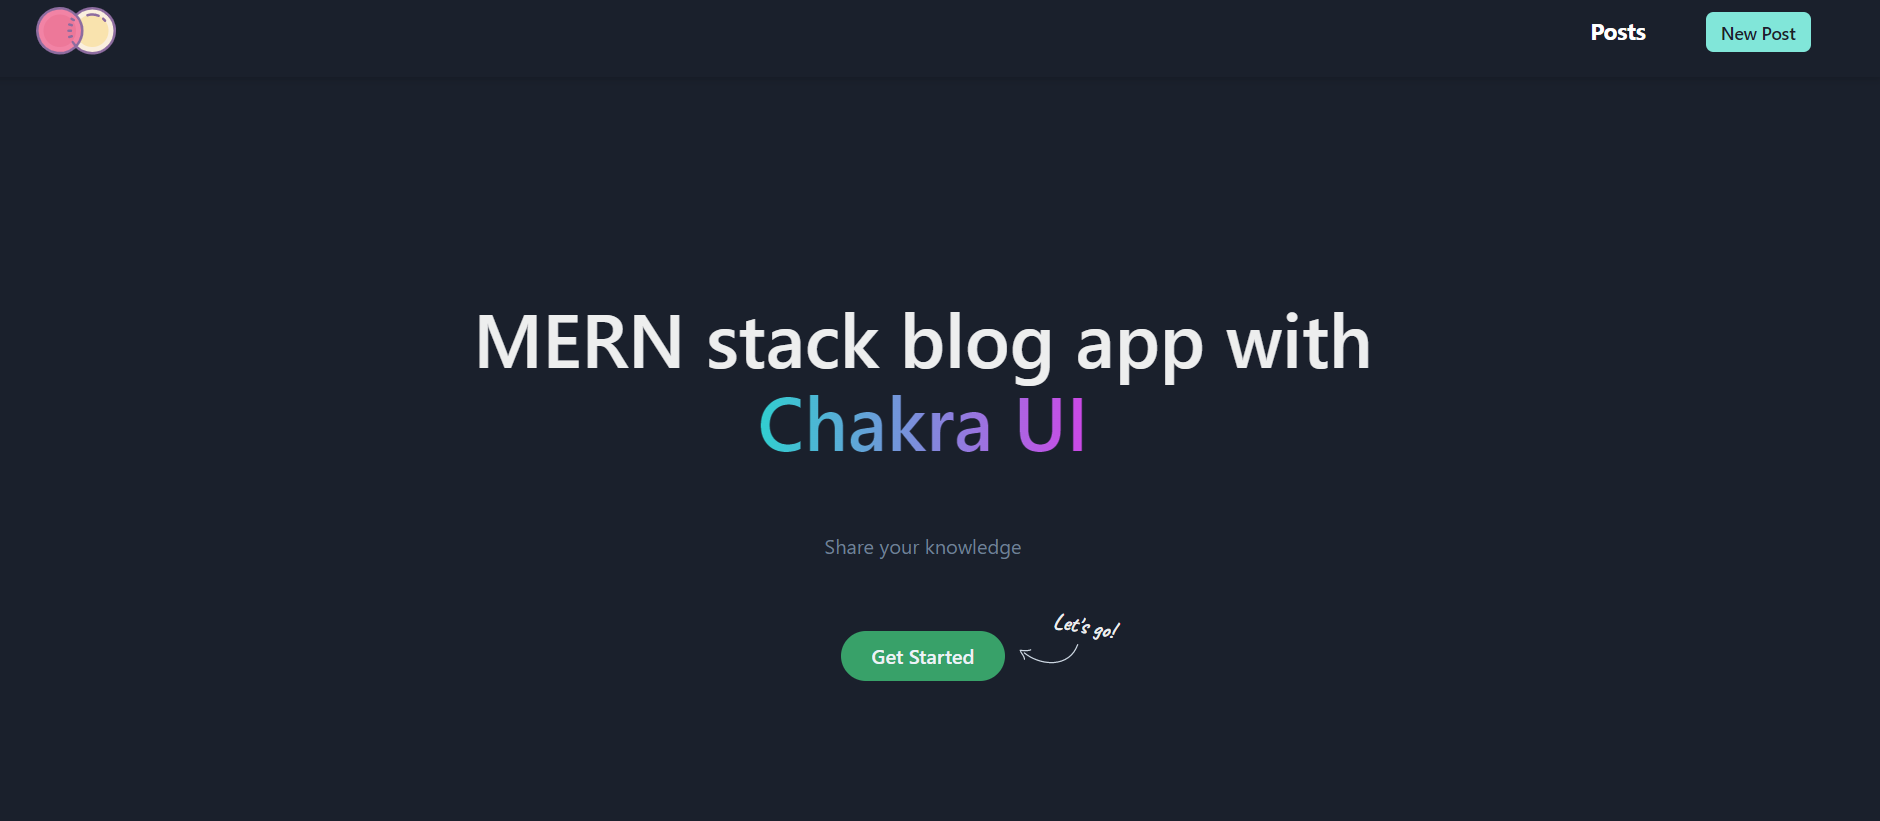 Posts
New Post
MERN stack blog app with
Chakra UI
Share your knowledge
Let's go!
Get Started